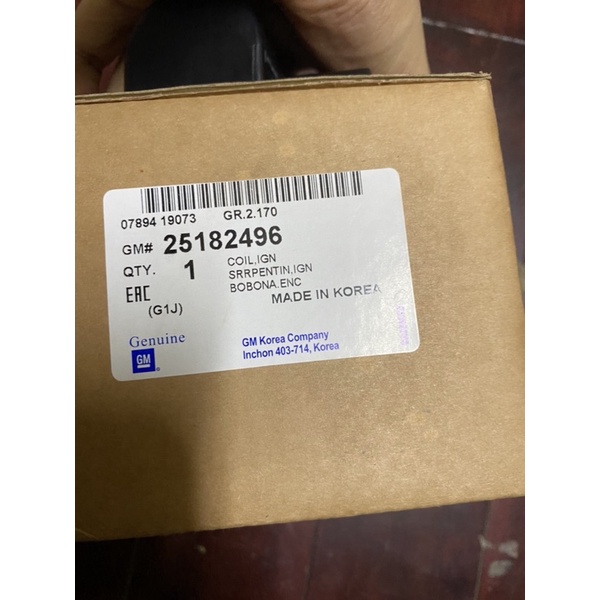 07894 19073 GR.2.170
GM# 25182496
QTY. 1 COIL,IGN
SRRPENTIN,IGN
BOBONA.ENC
EAC MADE IN KOREA
(G1J)
Genuine
GM
GM Korea Company
Inchon 403-714, Korea